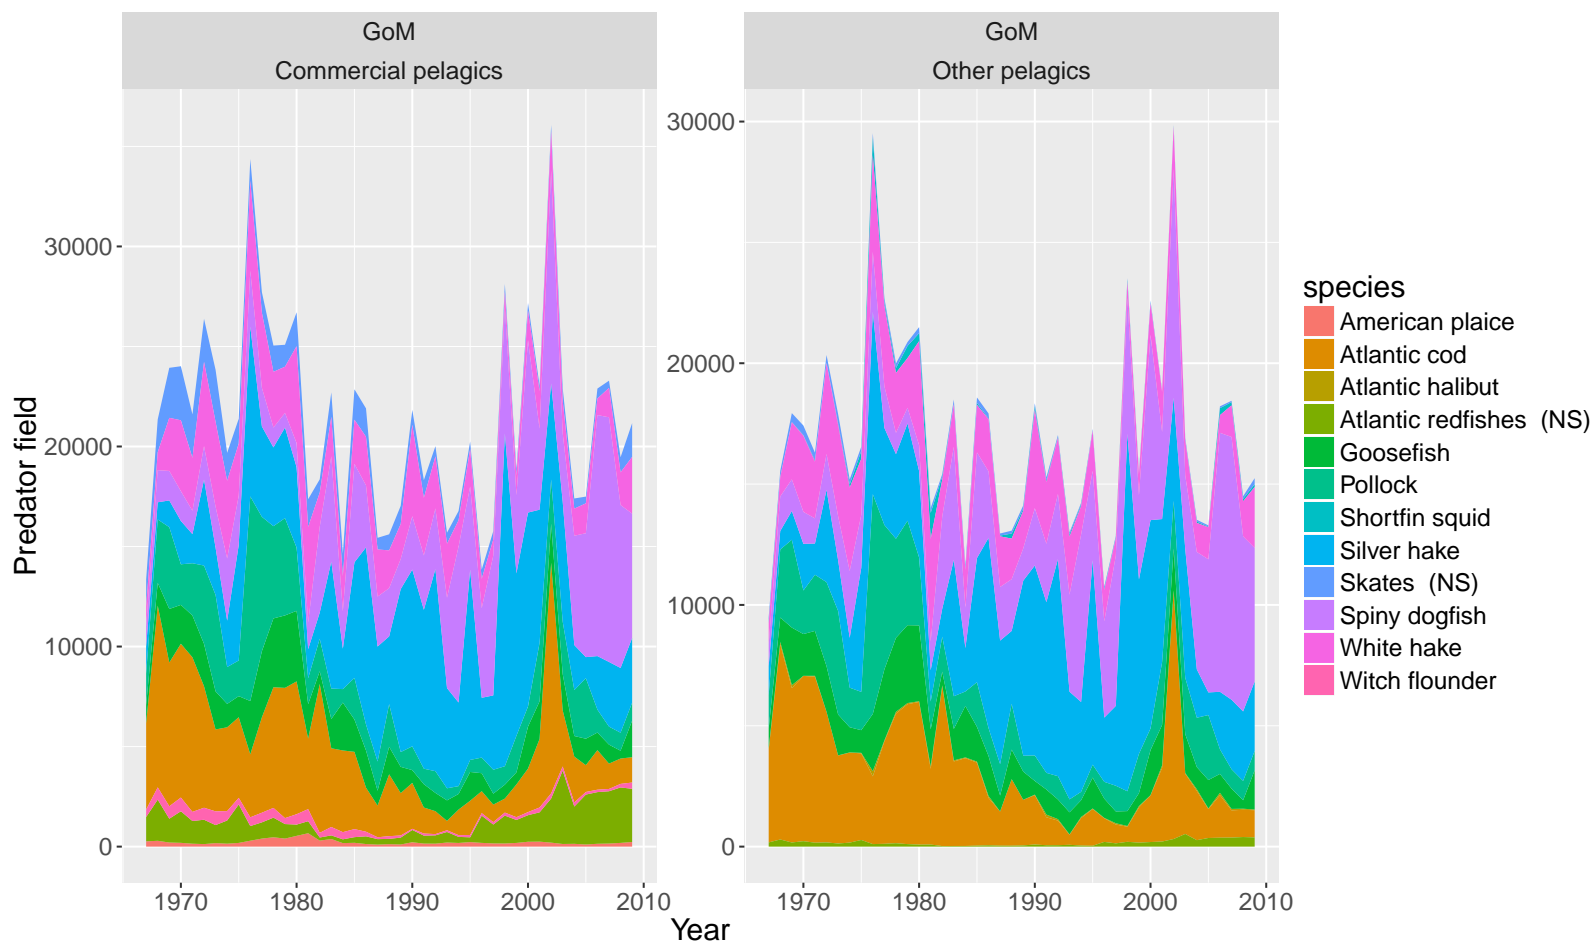 GoM
Commercial pelagics
GoM
Other pelagics
Predator field
30000
20000
10000
0
30000
20000
10000
0
1970
1980
1990
2000
2010
1970
1980
1990
2000
2010
Year
species
American plaice
Atlantic cod
Atlantic halibut
Atlantic redfishes (NS)
Goosefish
Pollock
Shortfin squid
Silver hake
Skates (NS)
Spiny dogfish
White hake
Witch flounder